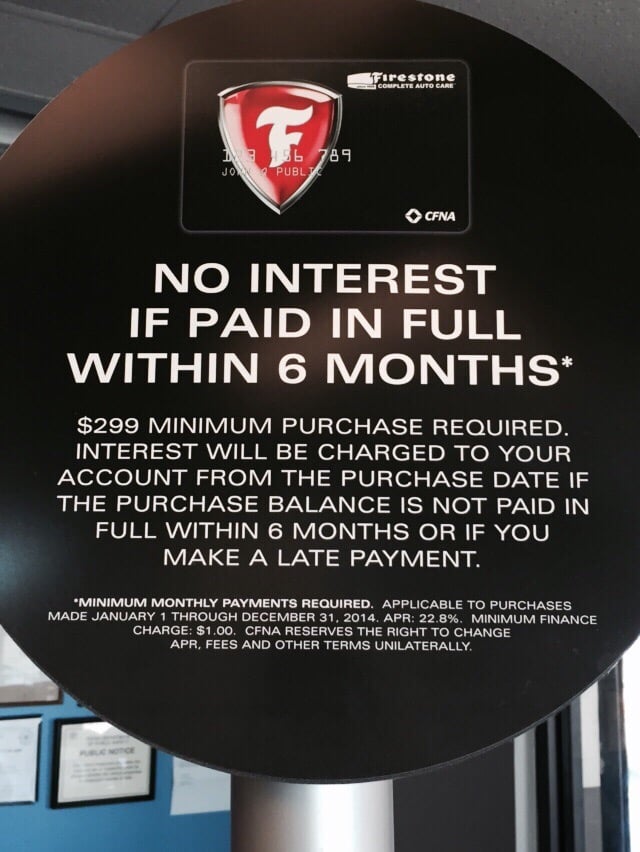 Firestone
COMPLETE AUTO CARE
789
PUBLIC
CFNA
NO INTEREST
IF PAID IN FULL
WITHIN 6 MONTHS*
$299 MINIMUM PURCHASE REQUIRED.
INTEREST WILL BE CHARGED TO YOUR
ACCOUNT FROM THE PURCHASE DATE IF
THE PURCHASE BALANCE IS NOT PAID IN
FULL WITHIN 6 MONTHS OR IF YOU
MAKE A LATE PAYMENT.
*MINIMUM MONTHLY PAYMENTS REQUIRED. APPLICABLE TO PURCHASES
MADE JANUARY 1 THROUGH DECEMBER 31, 2014. APR: 22.8%. MINIMUM FINANCE
CHARGE: $1.00. CFNA RESERVES THE RIGHT TO CHANGE
APR, FEES AND OTHER TERMS UNILATERALLY.
PUBLIC NOTICE